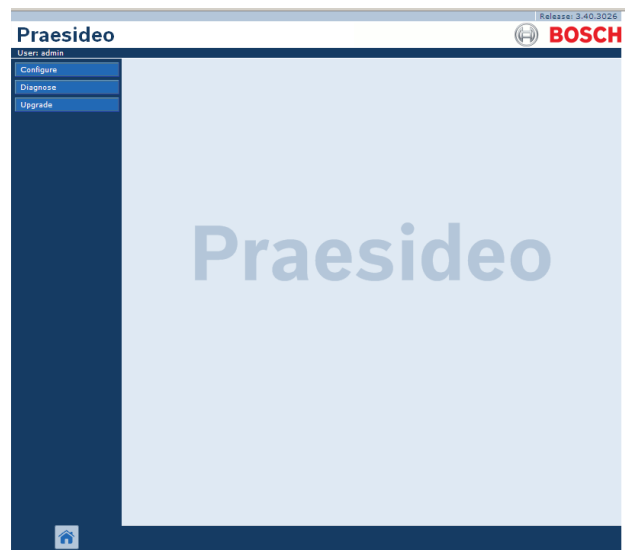 Release: 3.40.3026
Praesideo
BOSCH
User: admin
Configure
Diagnose
Upgrade
Praesideo